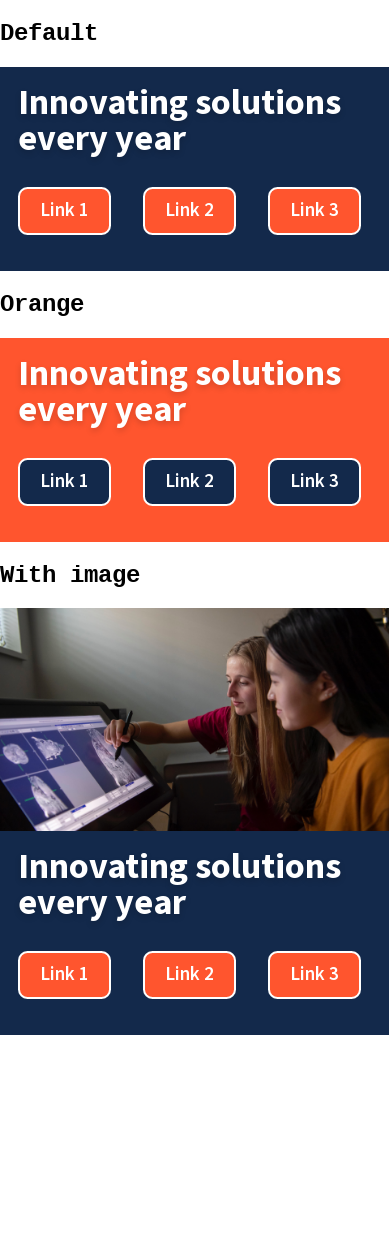 Default
Innovating solutions
every year
Link 1 Link 2 Link 3
Orange
Innovating solutions
every year
Link 1 Link 2 Link 3
With image
Innovating solutions
every year
Link 1 Link 2 Link 3